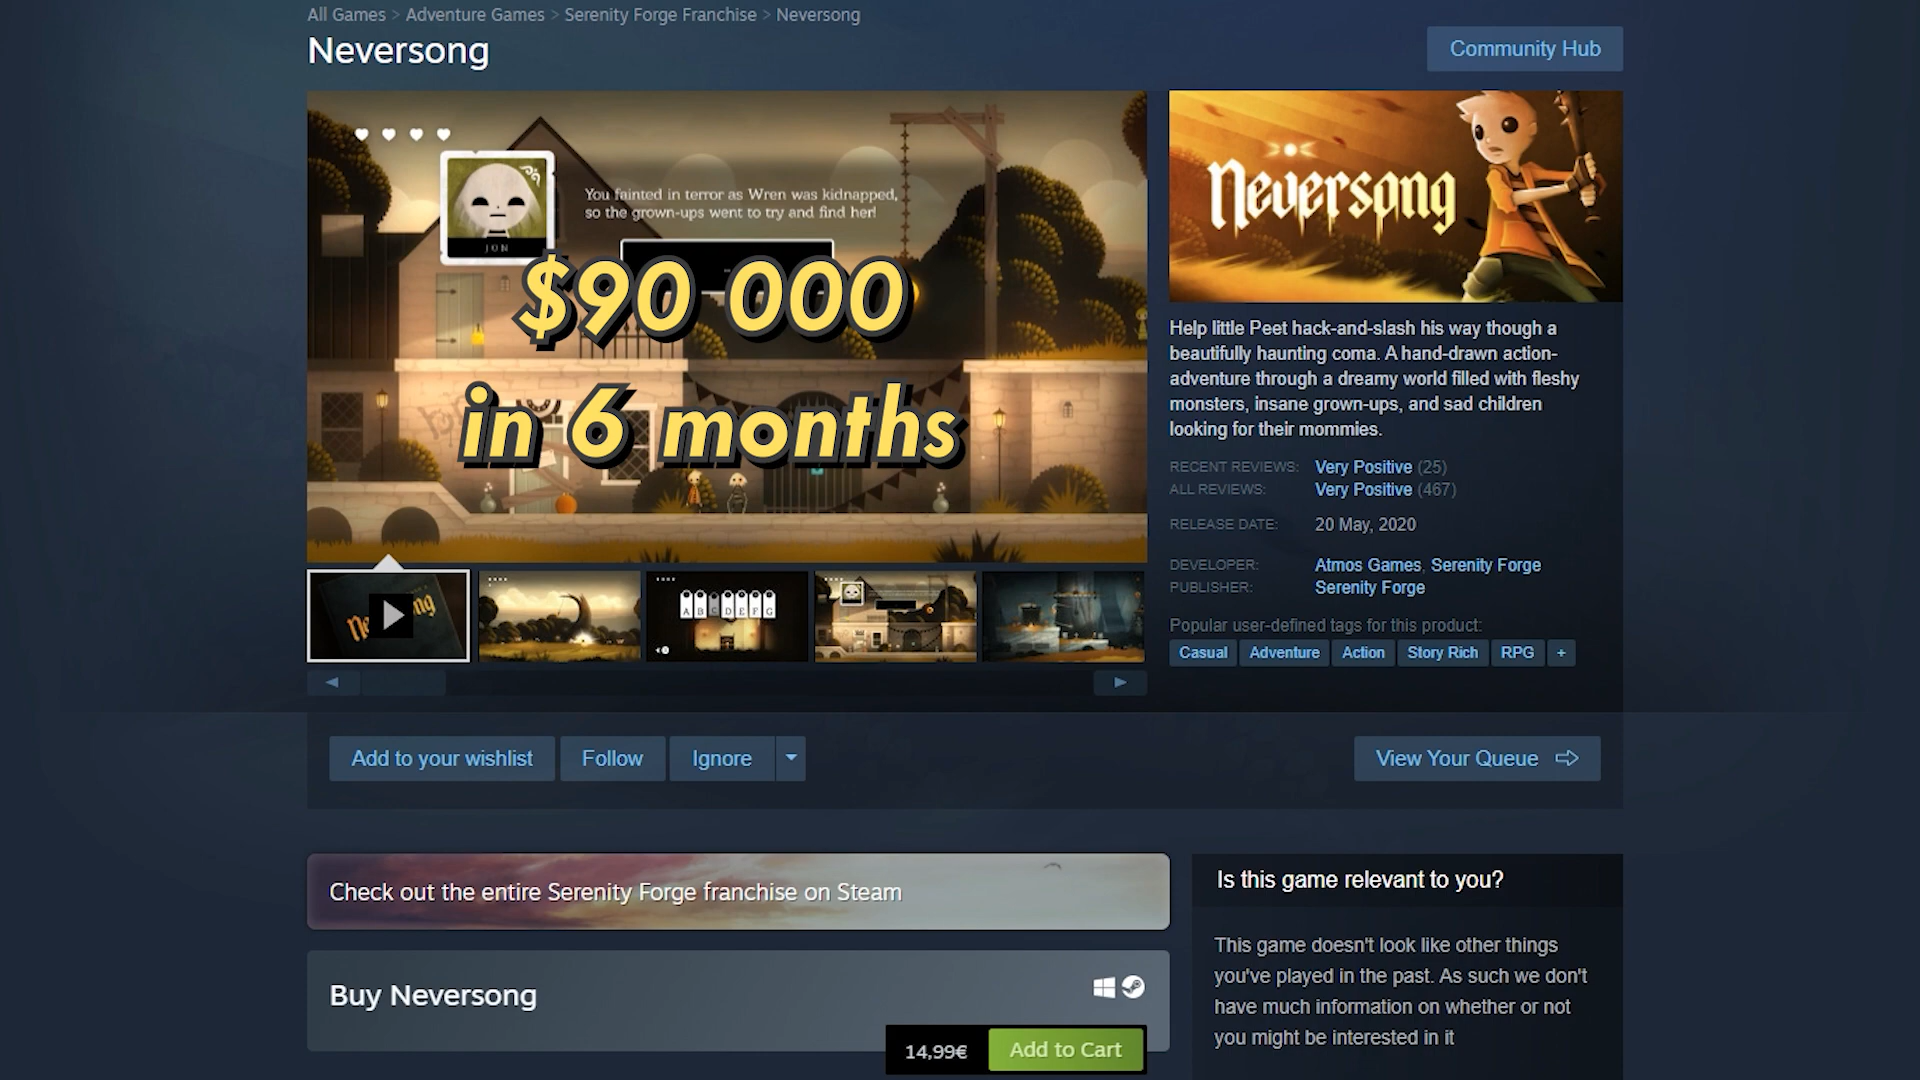 All Games > Adventure Games > Serenity Forge Franchise > Neversong
Neversong
Community Hub
You fainted in terror as Wren was kidnapped,
so the grown-ups went to try and find her!
JON
$90 000
in 6 months
Neversong
Help little Peet hack-and-slash his way though a
beautifully haunting coma. A hand-drawn action-
adventure through a dreamy world filled with fleshy
monsters, insane grown-ups, and sad children
looking for their mommies.
RECENT REVIEWS: Very Positive (25)
ALL REVIEWS: Very Positive (467)
RELEASE DATE: 20 May, 2020
DEVELOPER: Atmos Games, Serenity Forge
PUBLISHER: Serenity Forge
Popular user-defined tags for this product:
Casual Adventure Action Story Rich RPG +
A B C D E F G
Add to your wishlist Follow Ignore
View Your Queue
Check out the entire Serenity Forge franchise on Steam
Is this game relevant to you?
This game doesn't look like other things
you've played in the past. As such we don't
have much information on whether or not
you might be interested in it
Buy Neversong
14,99€ Add to Cart